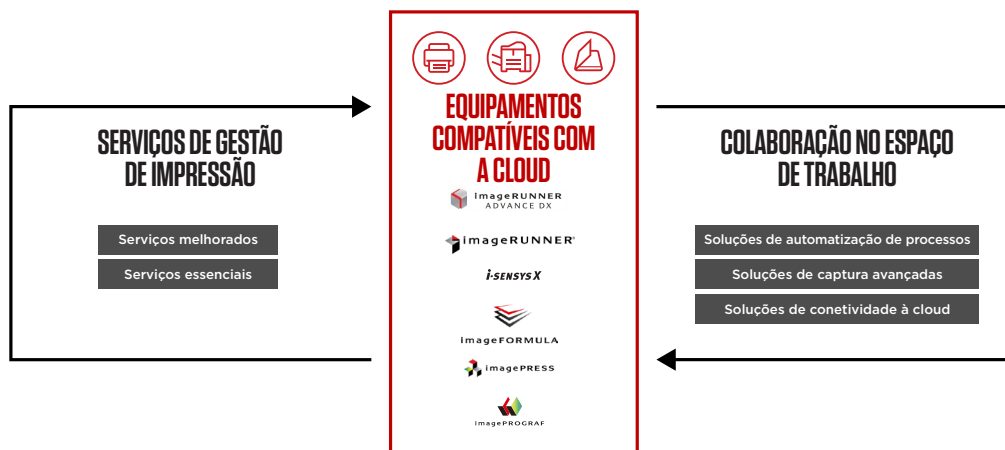 SERVIÇOS DE GESTÃO
DE IMPRESSÃO
Serviços melhorados
Serviços essenciais
EQUIPAMENTOS
COMPATÍVEIS COM
A CLOUD
imageRUNNER
ADVANCE DX
imageRUNNER
i-SENSYS X
imageFORMULA
imagePRESS
imagePROGRAF
COLABORAÇÃO NO ESPAÇO
DE TRABALHO
Soluções de automatização de processos
Soluções de captura avançadas
Soluções de conetividade à cloud